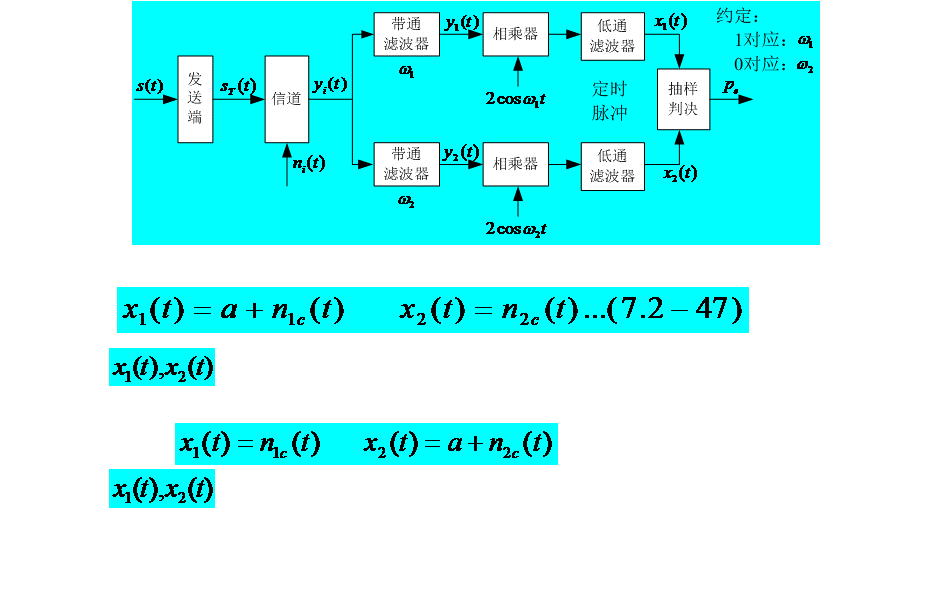 带通
滤波器
ω₁
y₁(t)
相乘器
2cosω₁t
低通
滤波器
x₁(t)
约定：
1对应：ω₁
0对应：ω₂
s(t)
发送端
s_T(t)
信道
y_i(t)
n_i(t)
定时
脉冲
抽样
判决
P_e
带通
滤波器
ω₂
y₂(t)
相乘器
2cosω₂t
低通
滤波器
x₂(t)
x₁(t) = a + n₁c(t) x₂(t) = n₂c(t)...(7.2−47)
x₁(t),x₂(t)
x₁(t) = n₁c(t) x₂(t) = a + n₂c(t)
x₁(t),x₂(t)